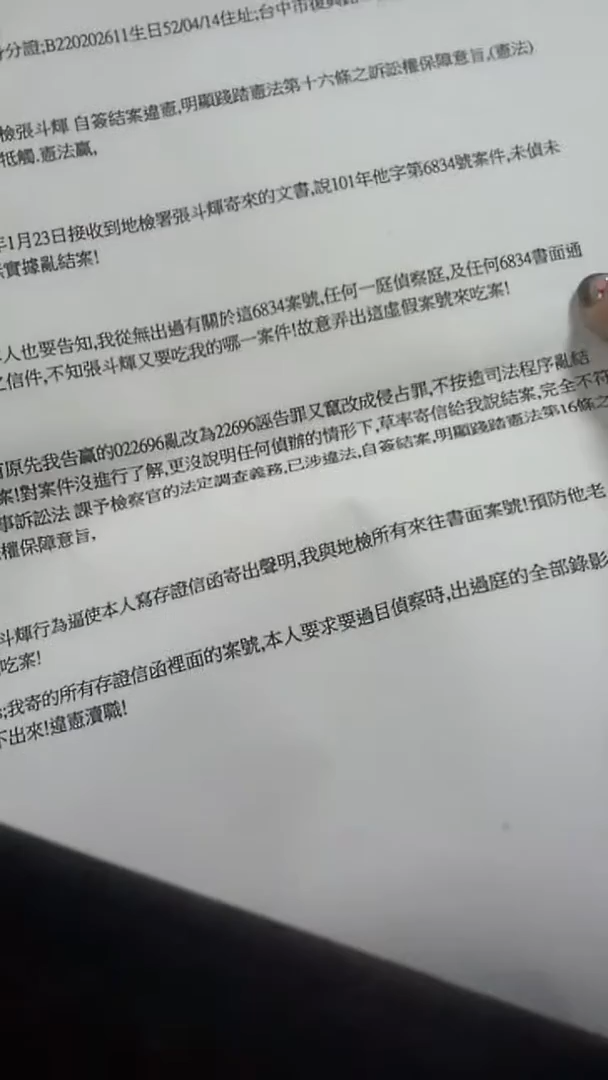 分證;B220202611生日52/04/14住址;台中市復興路
檢張斗輝 自簽結案違憲,明顯踐踏憲法第十六條之訴訟權保障意旨,(憲法)
牴觸.憲法贏,
年1月23日接收到地檢署張斗輝寄來的文書,說101年他字第6834號案件,未偵未
實據亂結案!
人也要告知,我從無出過有關於這6834案號,任何一庭偵察庭,及任何6834書面通
之信件,不知張斗輝又要吃我的哪一案件!故意弄出這虛假案號來吃案!
原先我告贏的022696亂改為22696誣告罪又竄改成侵占罪,不按造司法程序亂結
案!對案件沒進行了解,更沒說明任何偵辦的情形下,草率寄信給我說結案,完全不符
事訴訟法 課予檢察官的法定調查義務,已涉違法,自簽結案,明顯踐踏憲法第16條之
權保障意旨,
斗輝行為逼使本人寫存證信函寄出聲明,我與地檢所有來往書面案號!預防他老
吃案!
;我寄的所有存證信函裡面的案號,本人要求要過目偵察時,出過庭的全部錄影
不出來!違憲瀆職!